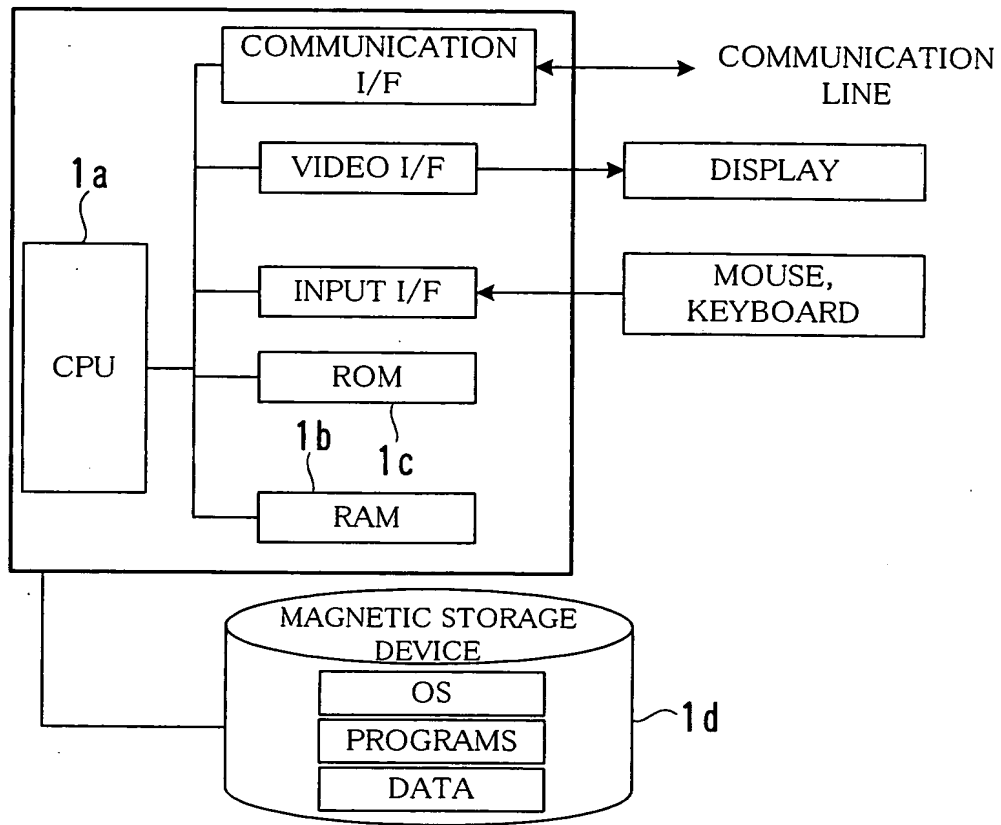 COMMUNICATION
I/F
COMMUNICATION
LINE
1a
VIDEO I/F
DISPLAY
INPUT I/F
MOUSE,
KEYBOARD
CPU
ROM
1b
1c
RAM
MAGNETIC STORAGE
DEVICE
OS
1d
PROGRAMS
DATA